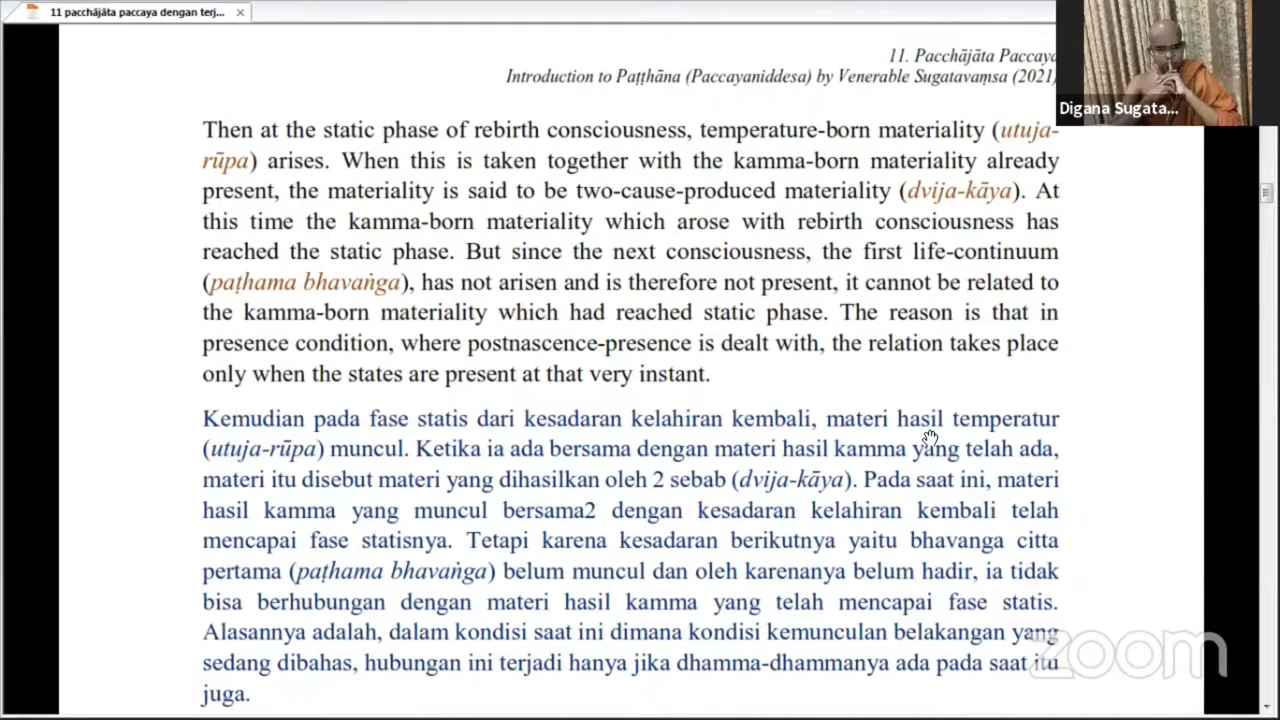 11 pacchājāta paccaya dengan terj...
11. Pacchājāta Paccaya
Introduction to Paṭṭhāna (Paccayaniddesa) by Venerable Sugatavaṃsa (2021)
Digana Sugata...
Then at the static phase of rebirth consciousness, temperature-born materiality (utuja-
rūpa) arises. When this is taken together with the kamma-born materiality already
present, the materiality is said to be two-cause-produced materiality (dvija-kāya). At
this time the kamma-born materiality which arose with rebirth consciousness has
reached the static phase. But since the next consciousness, the first life-continuum
(paṭhama bhavaṅga), has not arisen and is therefore not present, it cannot be related to
the kamma-born materiality which had reached static phase. The reason is that in
presence condition, where postnascence-presence is dealt with, the relation takes place
only when the states are present at that very instant.
Kemudian pada fase statis dari kesadaran kelahiran kembali, materi hasil temperatur
(utuja-rūpa) muncul. Ketika ia ada bersama dengan materi hasil kamma yang telah ada,
materi itu disebut materi yang dihasilkan oleh 2 sebab (dvija-kāya). Pada saat ini, materi
hasil kamma yang muncul bersama2 dengan kesadaran kelahiran kembali telah
mencapai fase statisnya. Tetapi karena kesadaran berikutnya yaitu bhavanga citta
pertama (paṭhama bhavaṅga) belum muncul dan oleh karenanya belum hadir, ia tidak
bisa berhubungan dengan materi hasil kamma yang telah mencapai fase statis.
Alasannya adalah, dalam kondisi saat ini dimana kondisi kemunculan belakangan yang
sedang dibahas, hubungan ini terjadi hanya jika dhamma-dhammanya ada pada saat itu
juga.
zoom